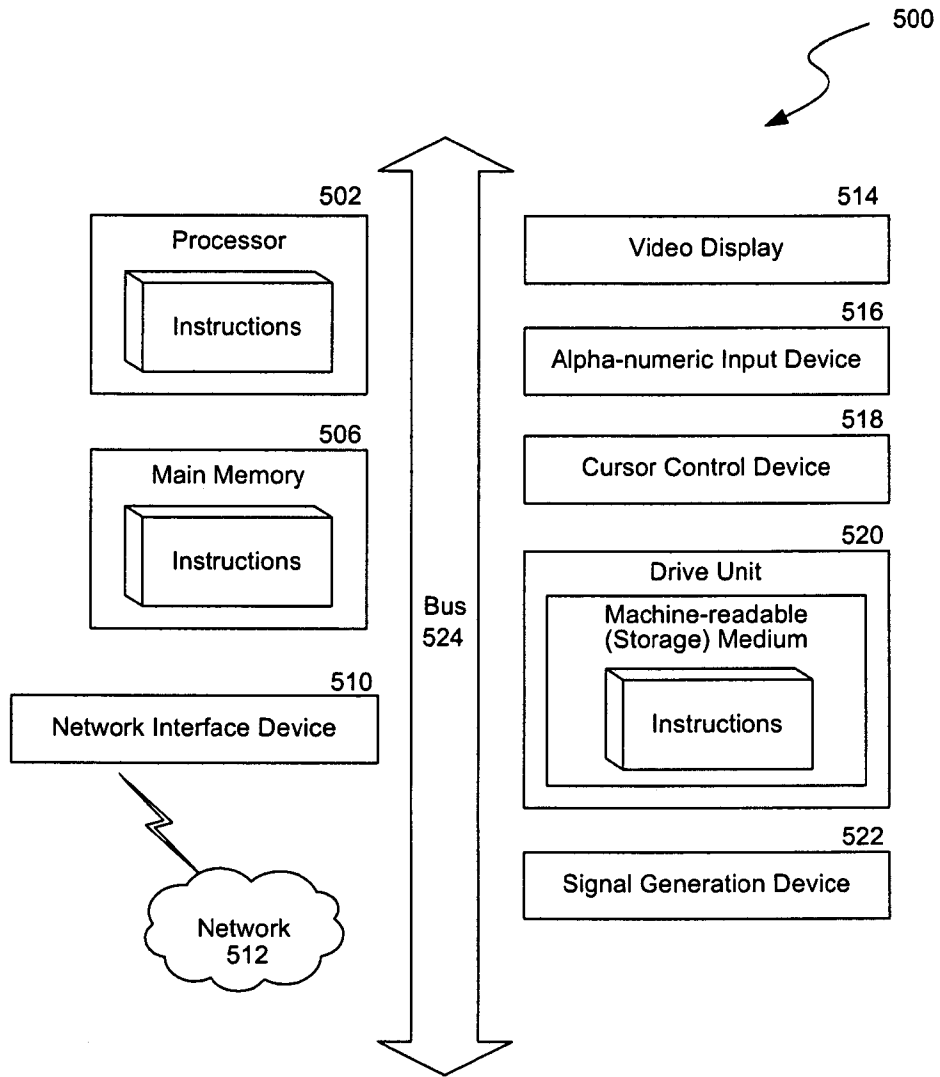 500
502
Processor
Instructions
506
Main Memory
Instructions
510
Network Interface Device
Network
512
Bus
524
514
Video Display
516
Alpha-numeric Input Device
518
Cursor Control Device
520
Drive Unit
Machine-readable
(Storage) Medium
Instructions
522
Signal Generation Device